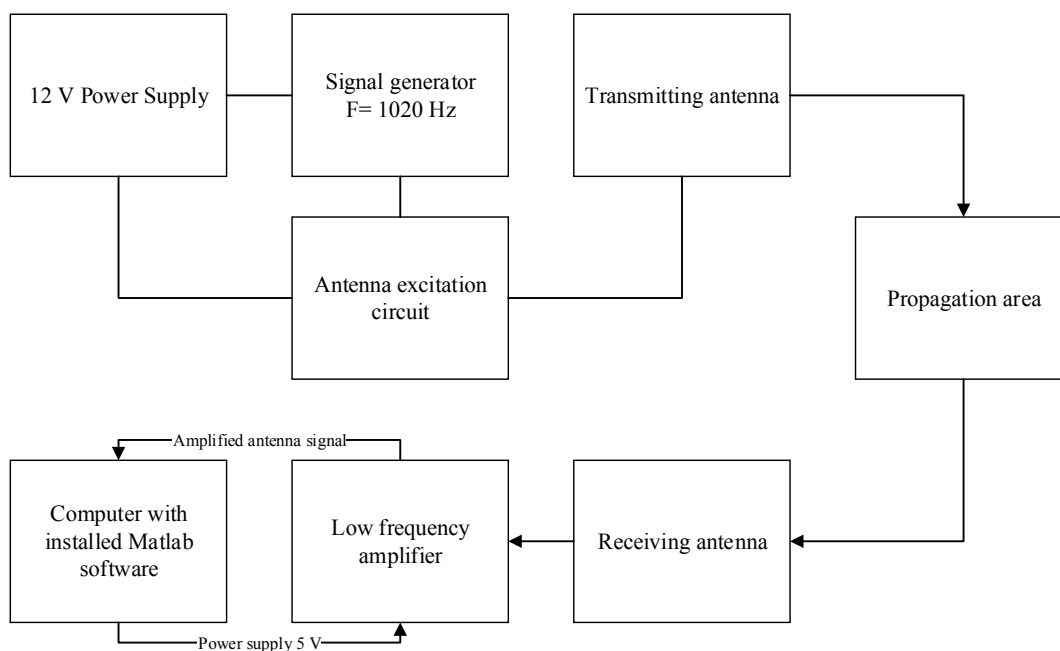 12 V Power Supply
Signal generator
F= 1020 Hz
Transmitting antenna
Antenna excitation
circuit
Propagation area
Amplified antenna signal
Computer with
installed Matlab
software
Low frequency
amplifier
Receiving antenna
Power supply 5 V